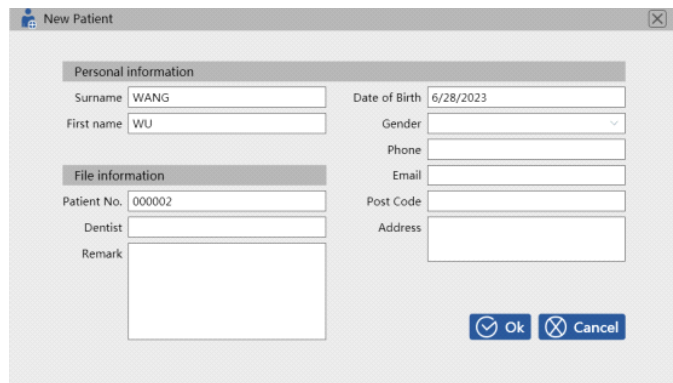 New Patient
Personal information
Surname WANG
First name WU
Date of Birth 6/28/2023
Gender
Phone
Email
Post Code
Address
File information
Patient No. 000002
Dentist
Remark
Ok Cancel